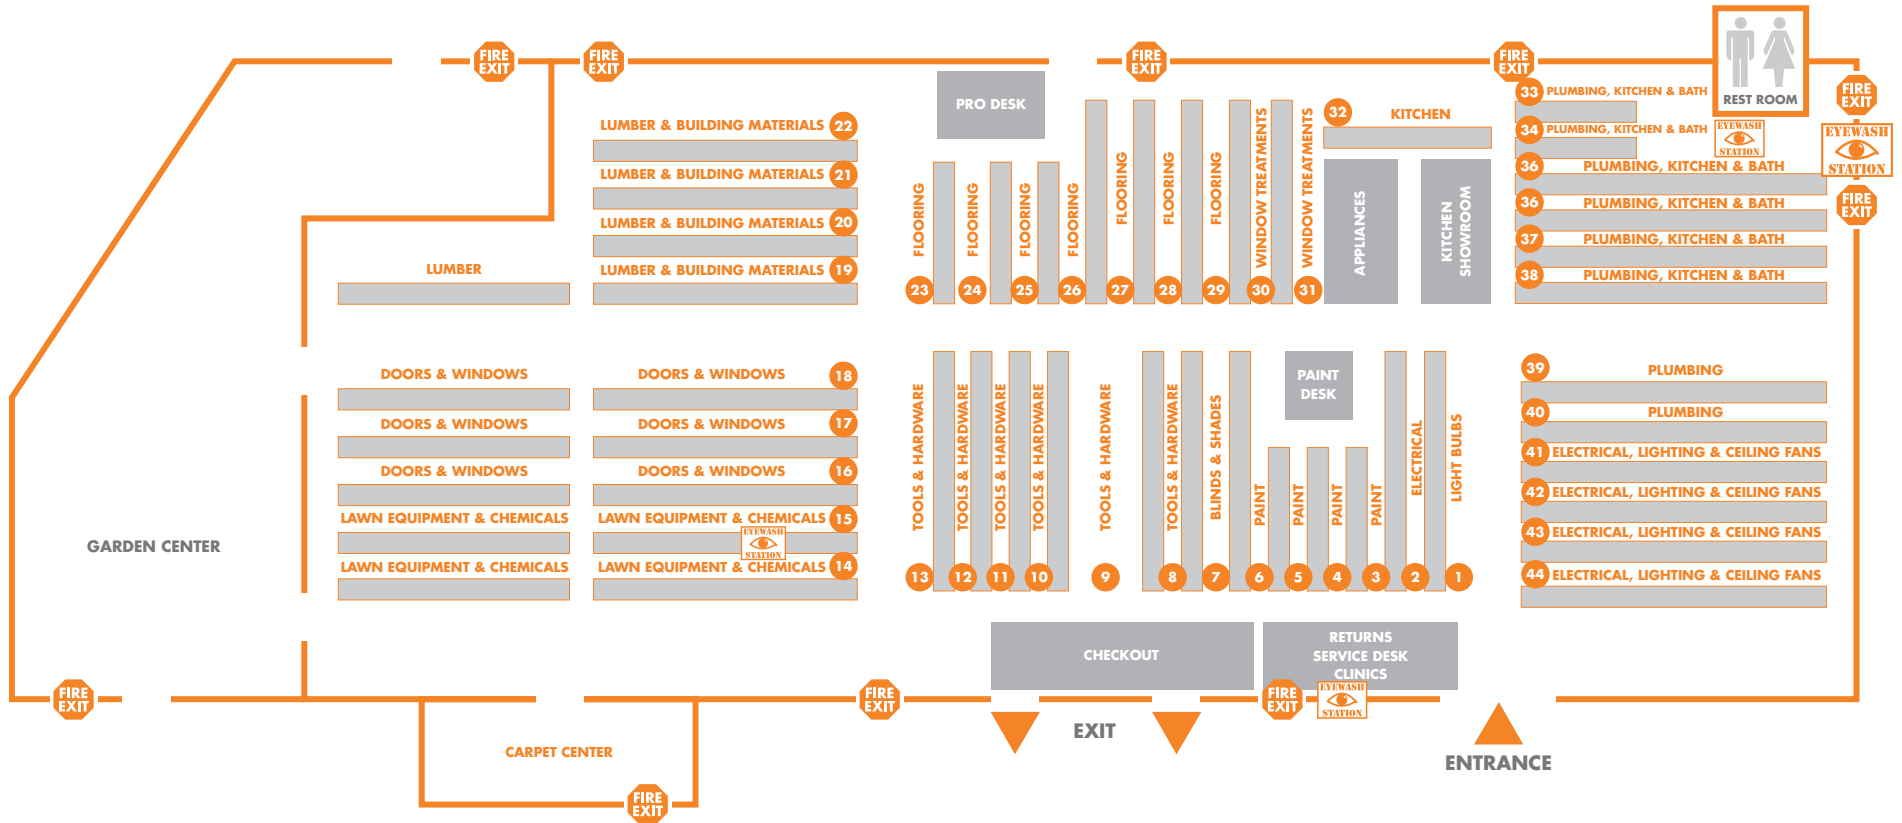 FIRE
EXIT
FIRE
EXIT
FIRE
EXIT
FIRE
EXIT
REST ROOM
FIRE
EXIT
EYEWASH
STATION
EYEWASH
STATION
FIRE
EXIT
PRO DESK
LUMBER & BUILDING MATERIALS 22
LUMBER & BUILDING MATERIALS 21
LUMBER & BUILDING MATERIALS 20
LUMBER & BUILDING MATERIALS 19
LUMBER
FLOORING 23
FLOORING 24
FLOORING 25
FLOORING 26
FLOORING 27
FLOORING 28
FLOORING 29
WINDOW TREATMENTS 30
WINDOW TREATMENTS 31
32 KITCHEN
APPLIANCES
KITCHEN
SHOWROOM
33 PLUMBING, KITCHEN & BATH
34 PLUMBING, KITCHEN & BATH
36 PLUMBING, KITCHEN & BATH
36 PLUMBING, KITCHEN & BATH
37 PLUMBING, KITCHEN & BATH
38 PLUMBING, KITCHEN & BATH
DOORS & WINDOWS
DOORS & WINDOWS 18
DOORS & WINDOWS
DOORS & WINDOWS 17
DOORS & WINDOWS
DOORS & WINDOWS 16
LAWN EQUIPMENT & CHEMICALS
LAWN EQUIPMENT & CHEMICALS 15
EYEWASH
STATION
LAWN EQUIPMENT & CHEMICALS
LAWN EQUIPMENT & CHEMICALS 14
GARDEN CENTER
TOOLS & HARDWARE 13
TOOLS & HARDWARE 12
TOOLS & HARDWARE 11
TOOLS & HARDWARE 10
TOOLS & HARDWARE 9
TOOLS & HARDWARE 8
BLINDS & SHADES 7
PAINT 6
PAINT 5
PAINT 4
PAINT 3
ELECTRICAL 2
LIGHT BULBS 1
PAINT
DESK
39 PLUMBING
40 PLUMBING
41 ELECTRICAL, LIGHTING & CEILING FANS
42 ELECTRICAL, LIGHTING & CEILING FANS
43 ELECTRICAL, LIGHTING & CEILING FANS
44 ELECTRICAL, LIGHTING & CEILING FANS
CHECKOUT
RETURNS
SERVICE DESK
CLINICS
FIRE
EXIT
FIRE
EXIT
FIRE
EXIT
EYEWASH
STATION
EXIT
ENTRANCE
CARPET CENTER
FIRE
EXIT